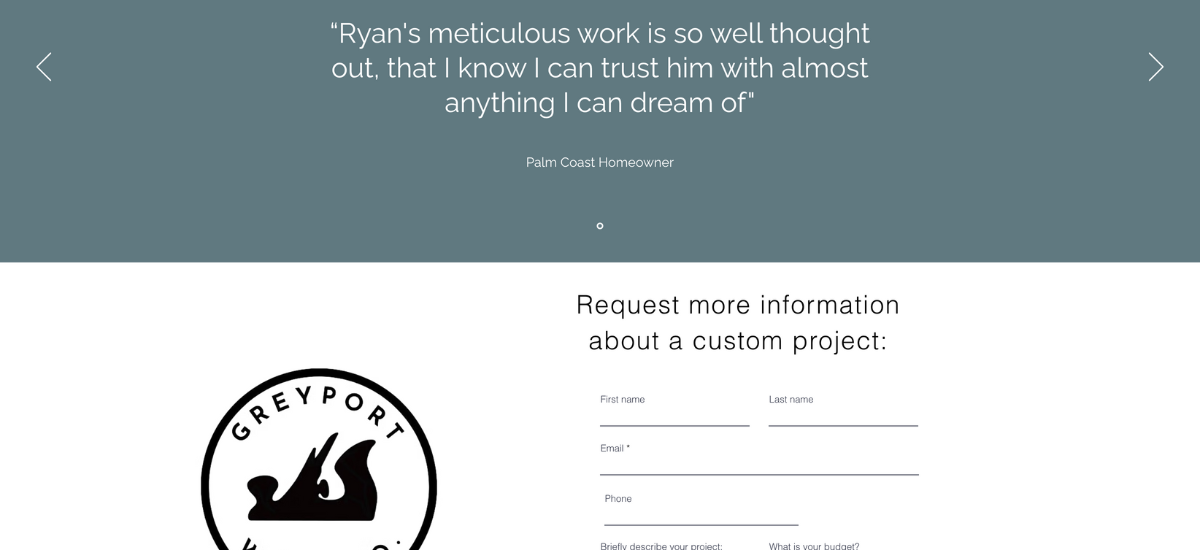 “Ryan's meticulous work is so well thought
out, that I know I can trust him with almost
anything I can dream of"
Palm Coast Homeowner
Request more information
about a custom project:
GREYPORT
First name
Last name
Email *
Phone
Briefly describe your project:
What is your budget?